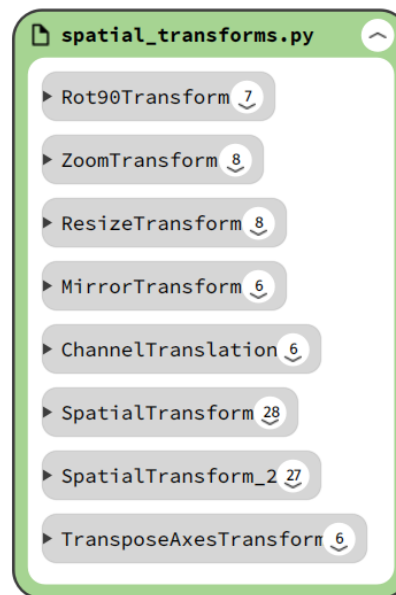 spatial_transforms.py
Rot90Transform 7
ZoomTransform 8
ResizeTransform 8
MirrorTransform 6
ChannelTranslation 6
SpatialTransform 28
SpatialTransform_2 27
TransposeAxesTransform 6